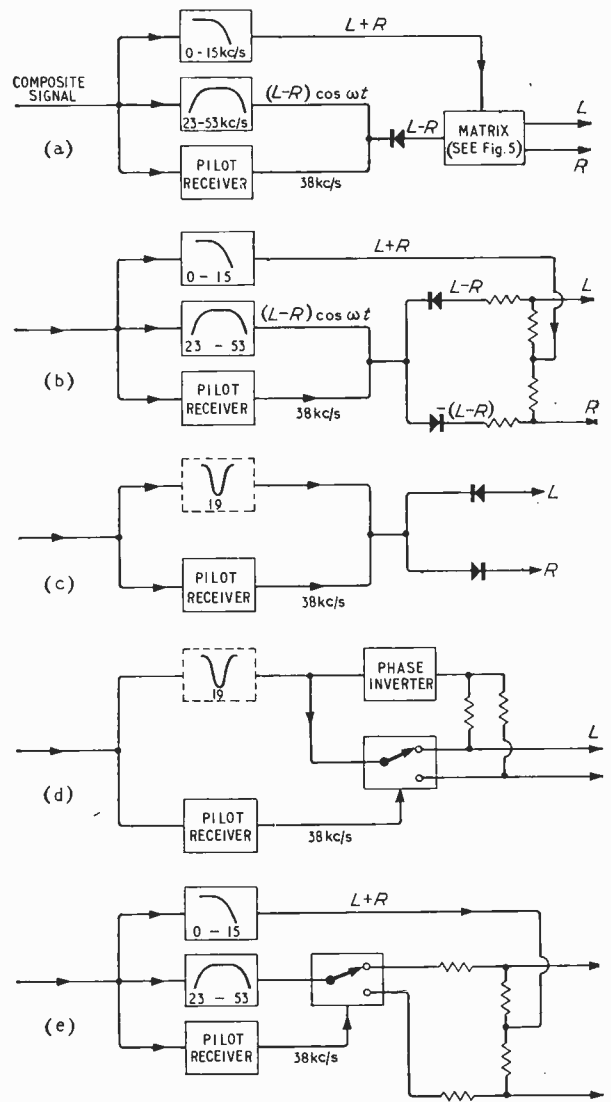 L+R
0-15kc/s
COMPOSITE
SIGNAL
(L-R) cos ωt
23-53kc/s
L-R
MATRIX
(SEE Fig.5)
L
R
(a)
PILOT
RECEIVER
38kc/s
L+R
0 - 15
L-R
L
(L-R) cos ωt
23 - 53
(b)
PILOT
RECEIVER
38kc/s
-(L-R)
R
19
L
(c)
PILOT
RECEIVER
38kc/s
R
19
PHASE
INVERTER
L
(d)
PILOT
RECEIVER
38kc/s
L+R
0 - 15
23 - 53
(e)
PILOT
RECEIVER
38kc/s